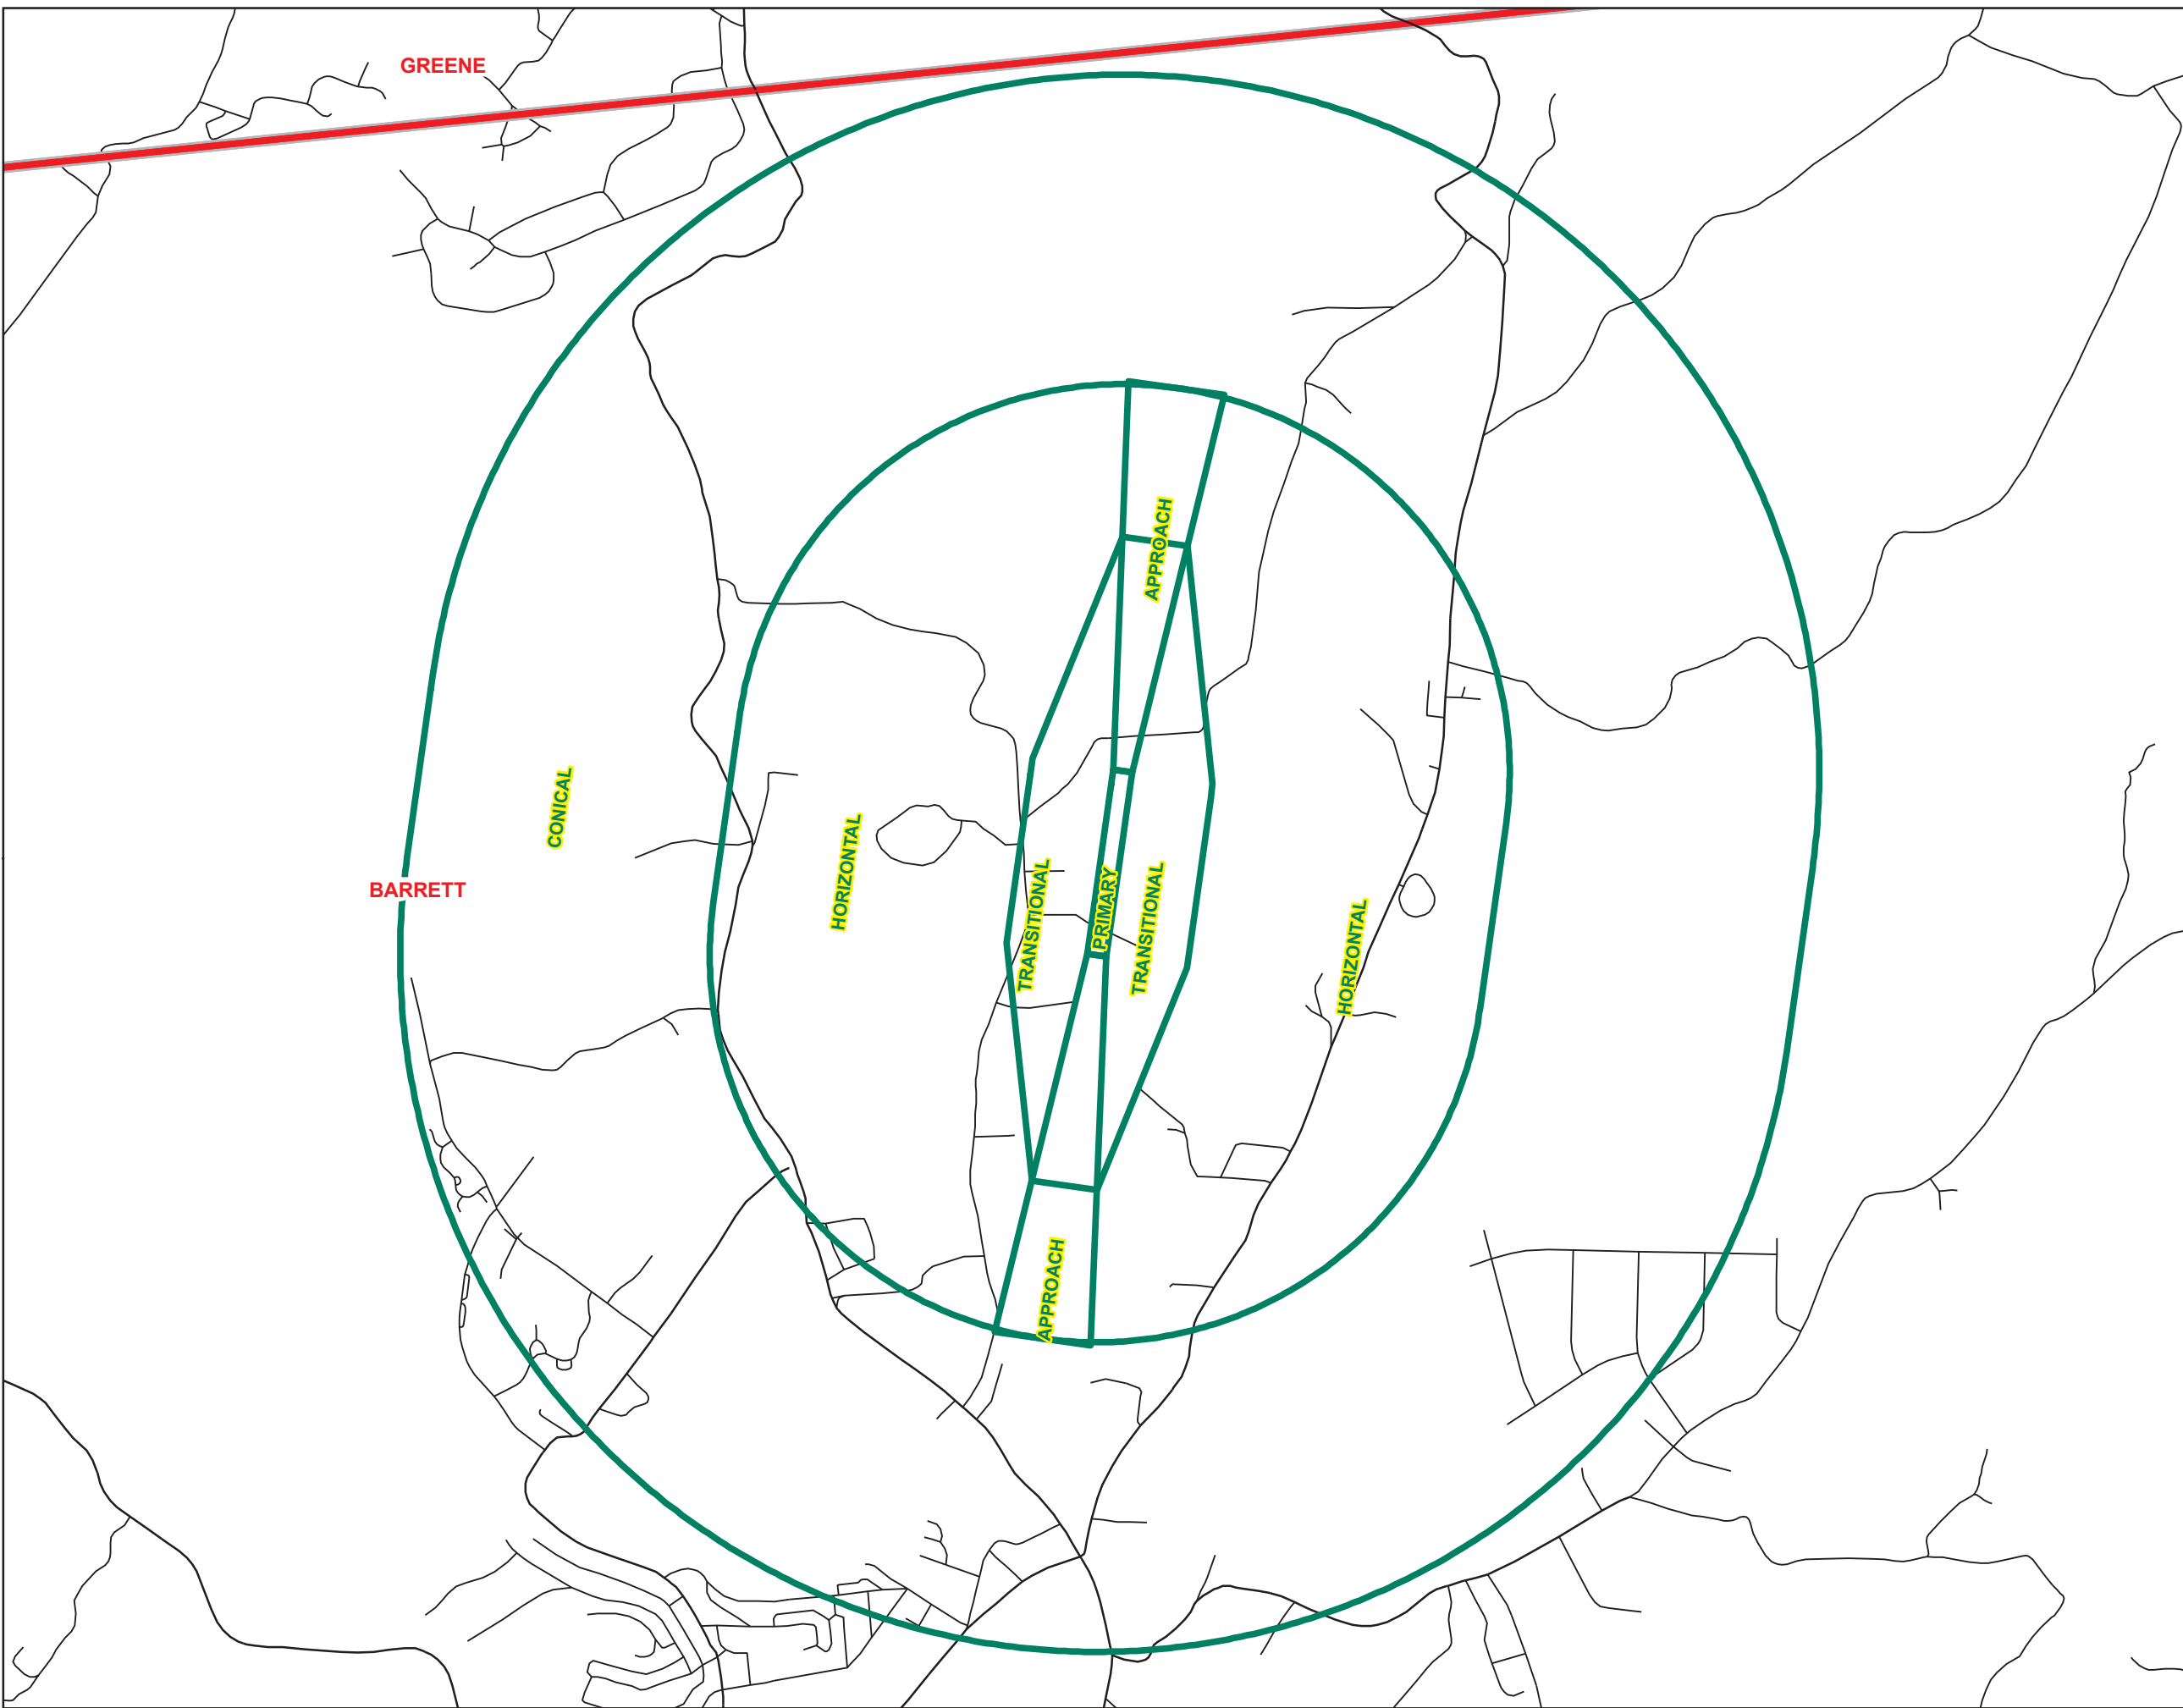 GREENE
APPROACH
CONICAL
HORIZONTAL
TRANSITIONAL
PRIMARY
TRANSITIONAL
BARRETT
HORIZONTAL
APPROACH